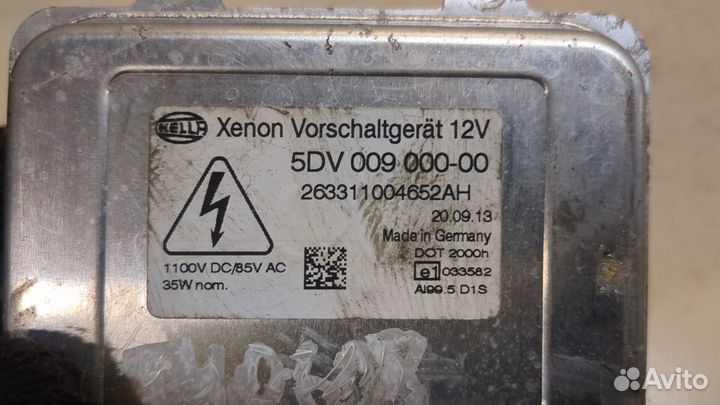 HELLA
Xenon Vorschaltgerät 12V
5DV 009 000-00
263311004652AH
20.09.13
Made in Germany
DOT 2000h
e1 033582
Al99.5 D1S
1100V DC/85V AC
35W nom.
Avito